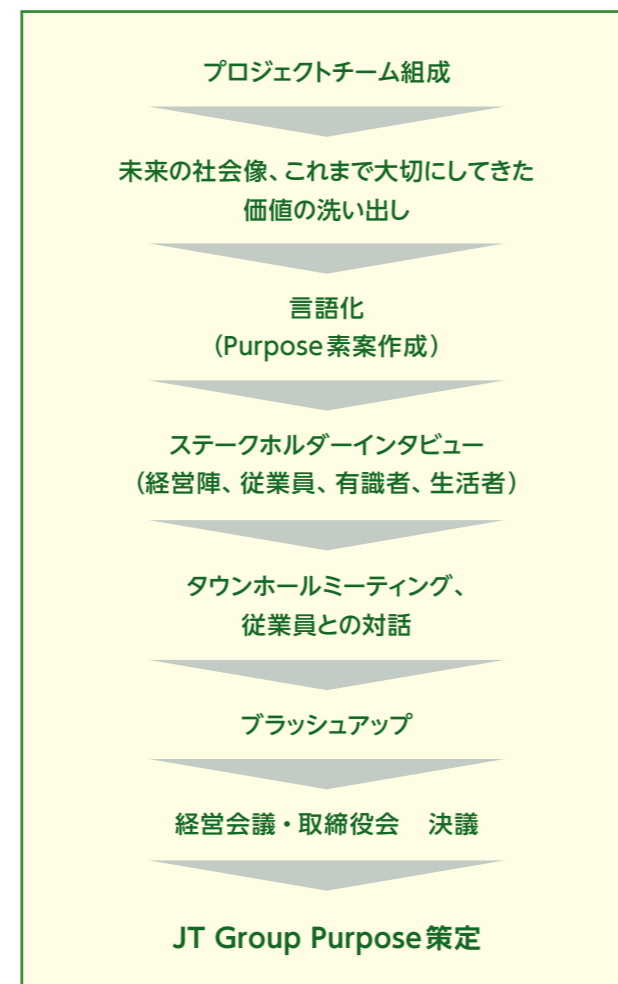 プロジェクトチーム組成
未来の社会像、これまで大切にしてきた
価値の洗い出し
言語化
（Purpose素案作成）
ステークホルダーインタビュー
（経営陣、従業員、有識者、生活者）
タウンホールミーティング、
従業員との対話
ブラッシュアップ
経営会議・取締役会　決議
JT Group Purpose策定